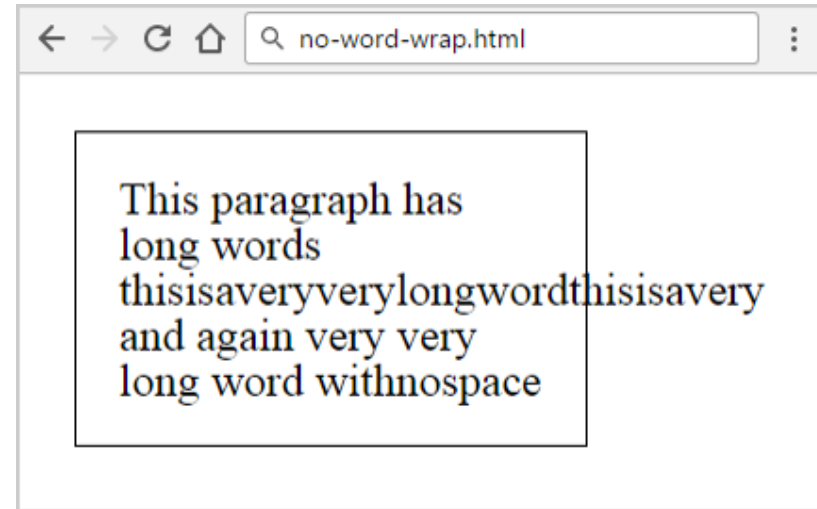 no-word-wrap.html
This paragraph has
long words
thisisaveryverylongwordthisisavery
and again very very
long word withnospace